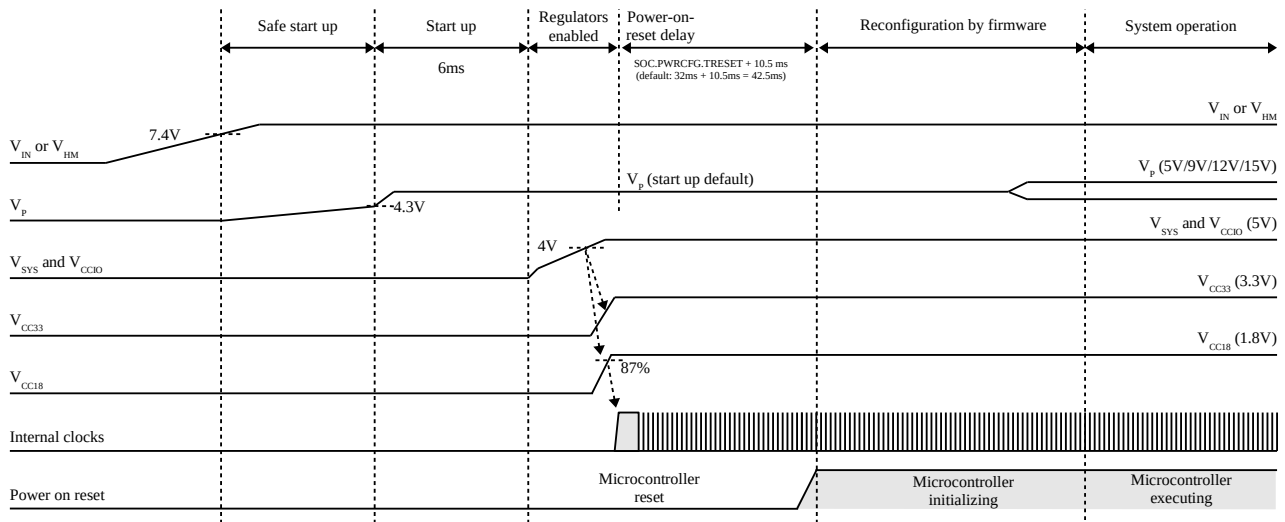 Safe start up
Start up
Regulators
enabled
Power-on-
reset delay
Reconfiguration by firmware
System operation
6ms
SOC.PWRCFG.TRESET + 10.5 ms
(default: 32ms + 10.5ms = 42.5ms)
7.4V
VIN or VHM
VIN or VHM
VP
4.3V
VP (start up default)
VP (5V/9V/12V/15V)
VSYS and VCCIO
4V
VSYS and VCCIO (5V)
VCC33
VCC33 (3.3V)
VCC18
87%
VCC18 (1.8V)
Internal clocks
Power on reset
Microcontroller
reset
Microcontroller
initializing
Microcontroller
executing